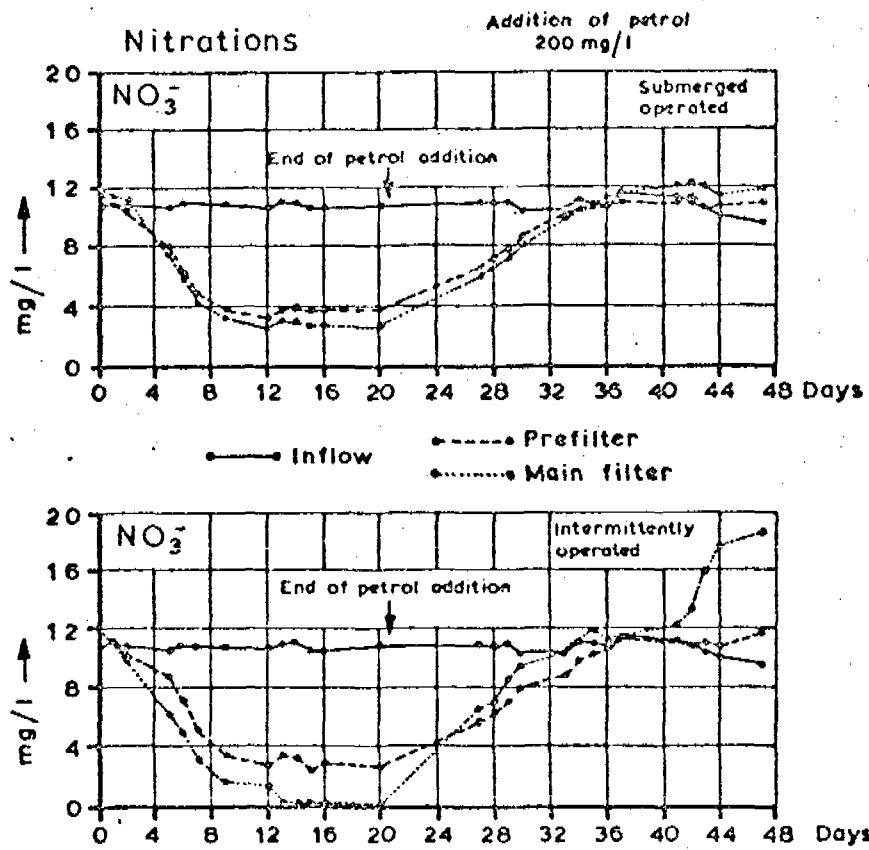 Nitrations
Addition of petrol
200 mg/l
20
NO3-
Submerged
operated
16
End of petrol addition
12
8
4
0
mg/l
0 4 8 12 16 20 24 28 32 36 40 44 48 Days
Inflow
Prefilter
Main filter
20
NO3-
Intermittently
operated
16
End of petrol addition
12
8
4
0
mg/l
0 4 8 12 16 20 24 28 32 36 40 44 48 Days